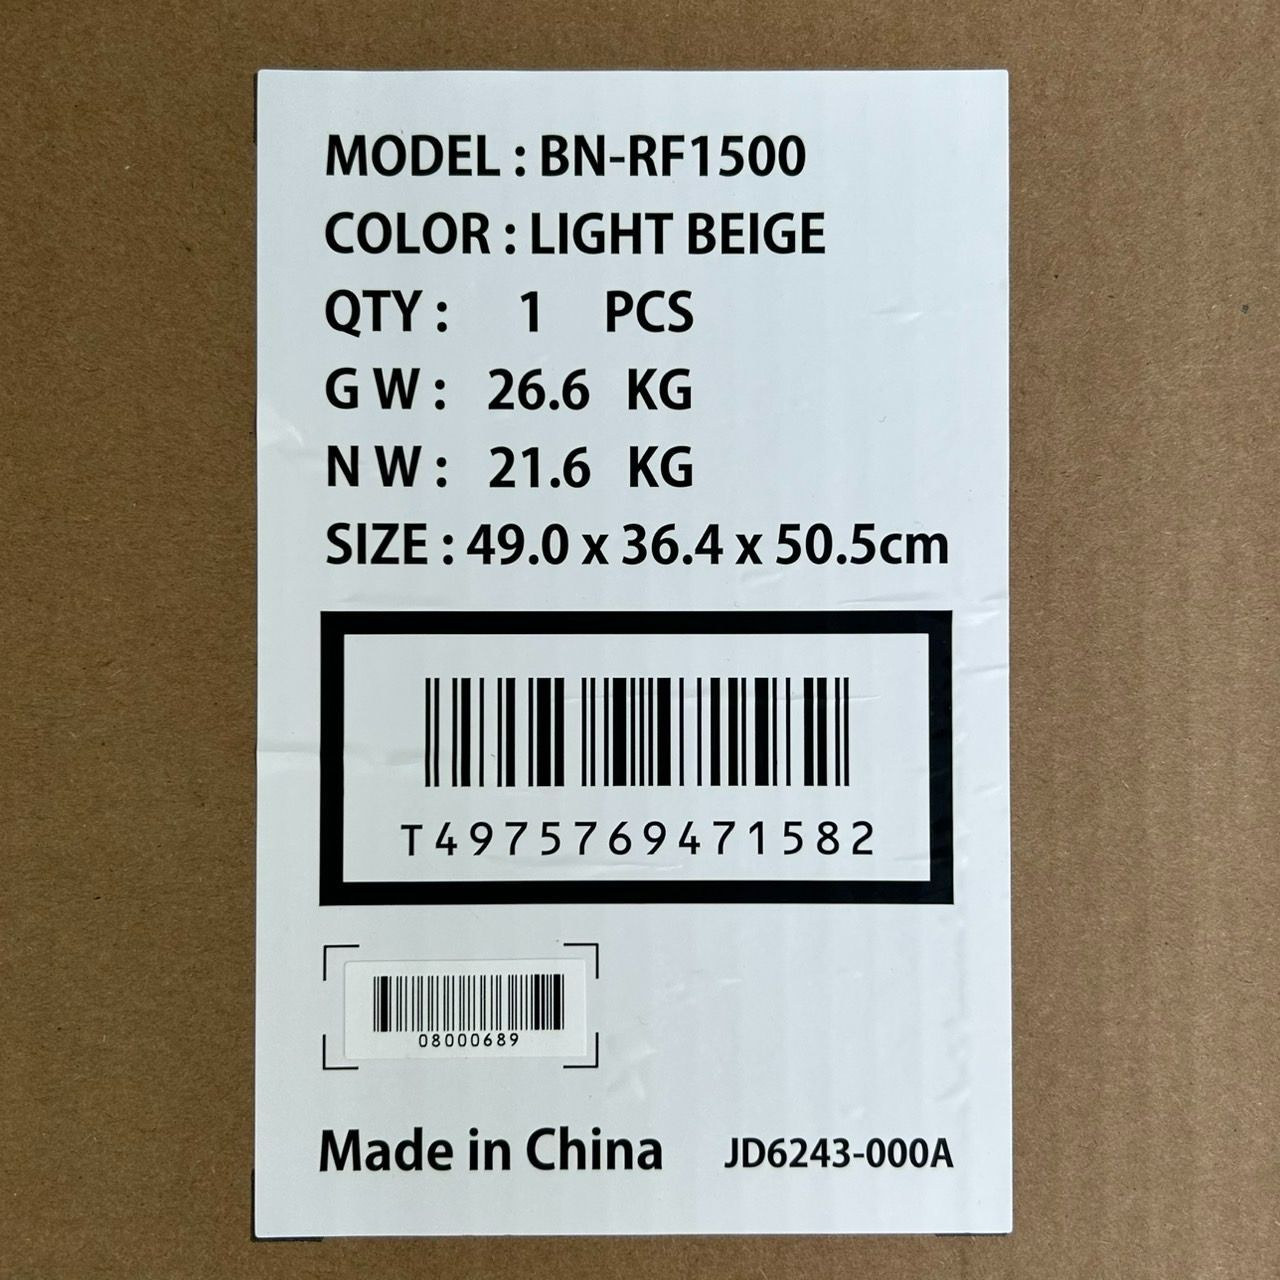 MODEL : BN-RF1500
COLOR : LIGHT BEIGE
QTY : 1 PCS
G W : 26.6 KG
N W : 21.6 KG
SIZE : 49.0 x 36.4 x 50.5cm
T4975769471582
08000689
Made in China JD6243-000A